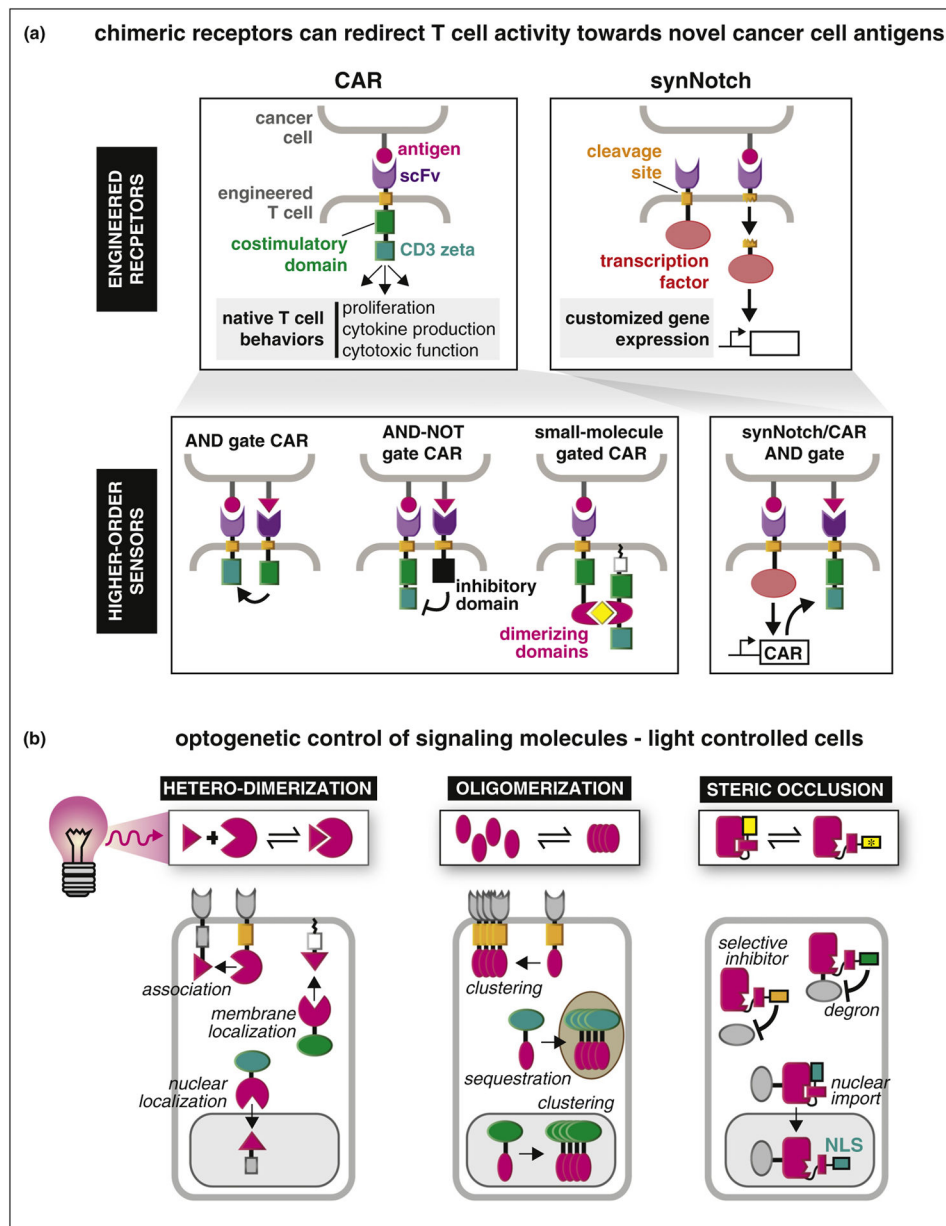 (a) chimeric receptors can redirect T cell activity towards novel cancer cell antigens
CAR
synNotch
ENGINEERED
RECPETORS
cancer
cell
antigen
scFv
engineered
T cell
costimulatory
domain
CD3 zeta
native T cell
behaviors
proliferation
cytokine production
cytotoxic function
cleavage
site
transcription
factor
customized gene
expression
HIGHER-ORDER
SENSORS
AND gate CAR
AND-NOT
gate CAR
inhibitory
domain
small-molecule
gated CAR
dimerizing
domains
synNotch/CAR
AND gate
CAR
(b) optogenetic control of signaling molecules - light controlled cells
HETERO-DIMERIZATION
OLIGOMERIZATION
STERIC OCCLUSION
+
*
association
membrane
localization
nuclear
localization
clustering
sequestration
clustering
selective
inhibitor
degron
nuclear
import
NLS